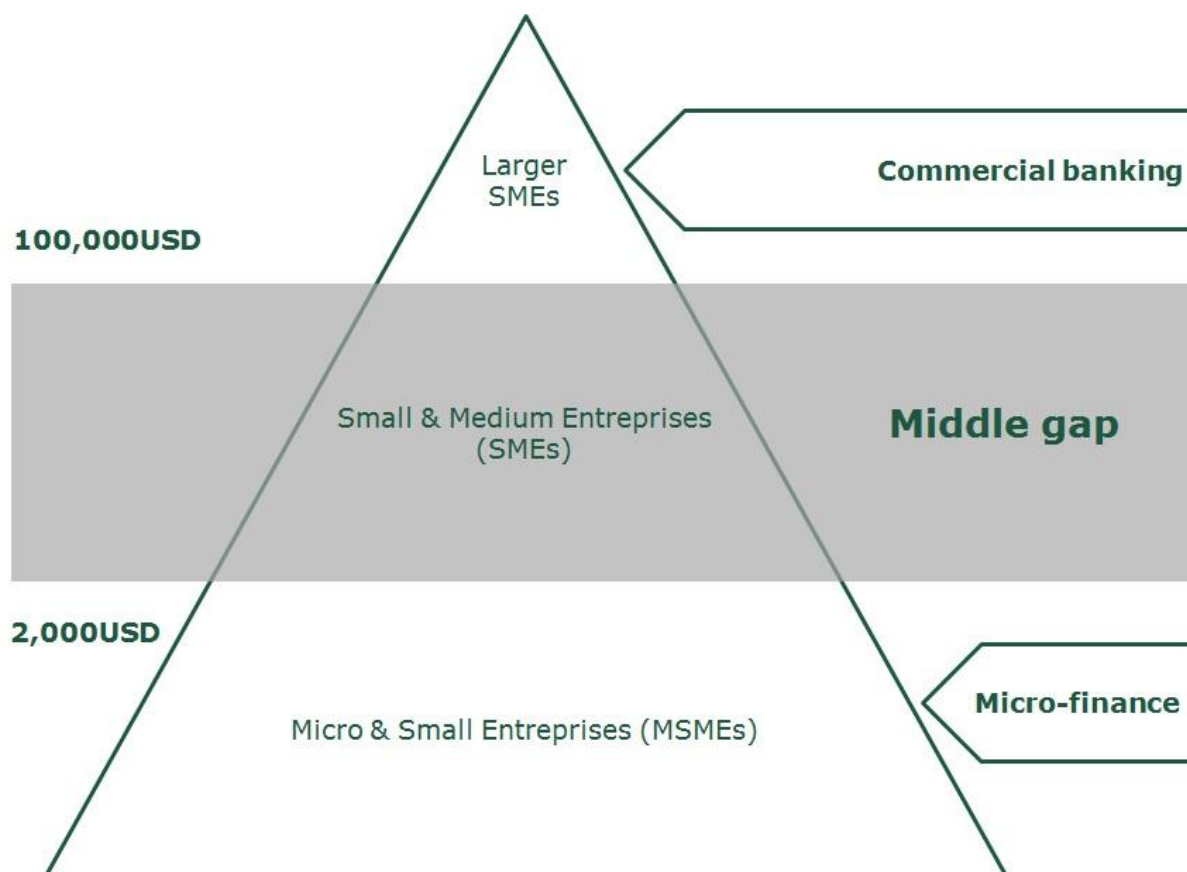 Larger
SMEs
Commercial banking
100,000USD
Small & Medium Entreprises
(SMEs)
Middle gap
2,000USD
Micro-finance
Micro & Small Entreprises (MSMEs)